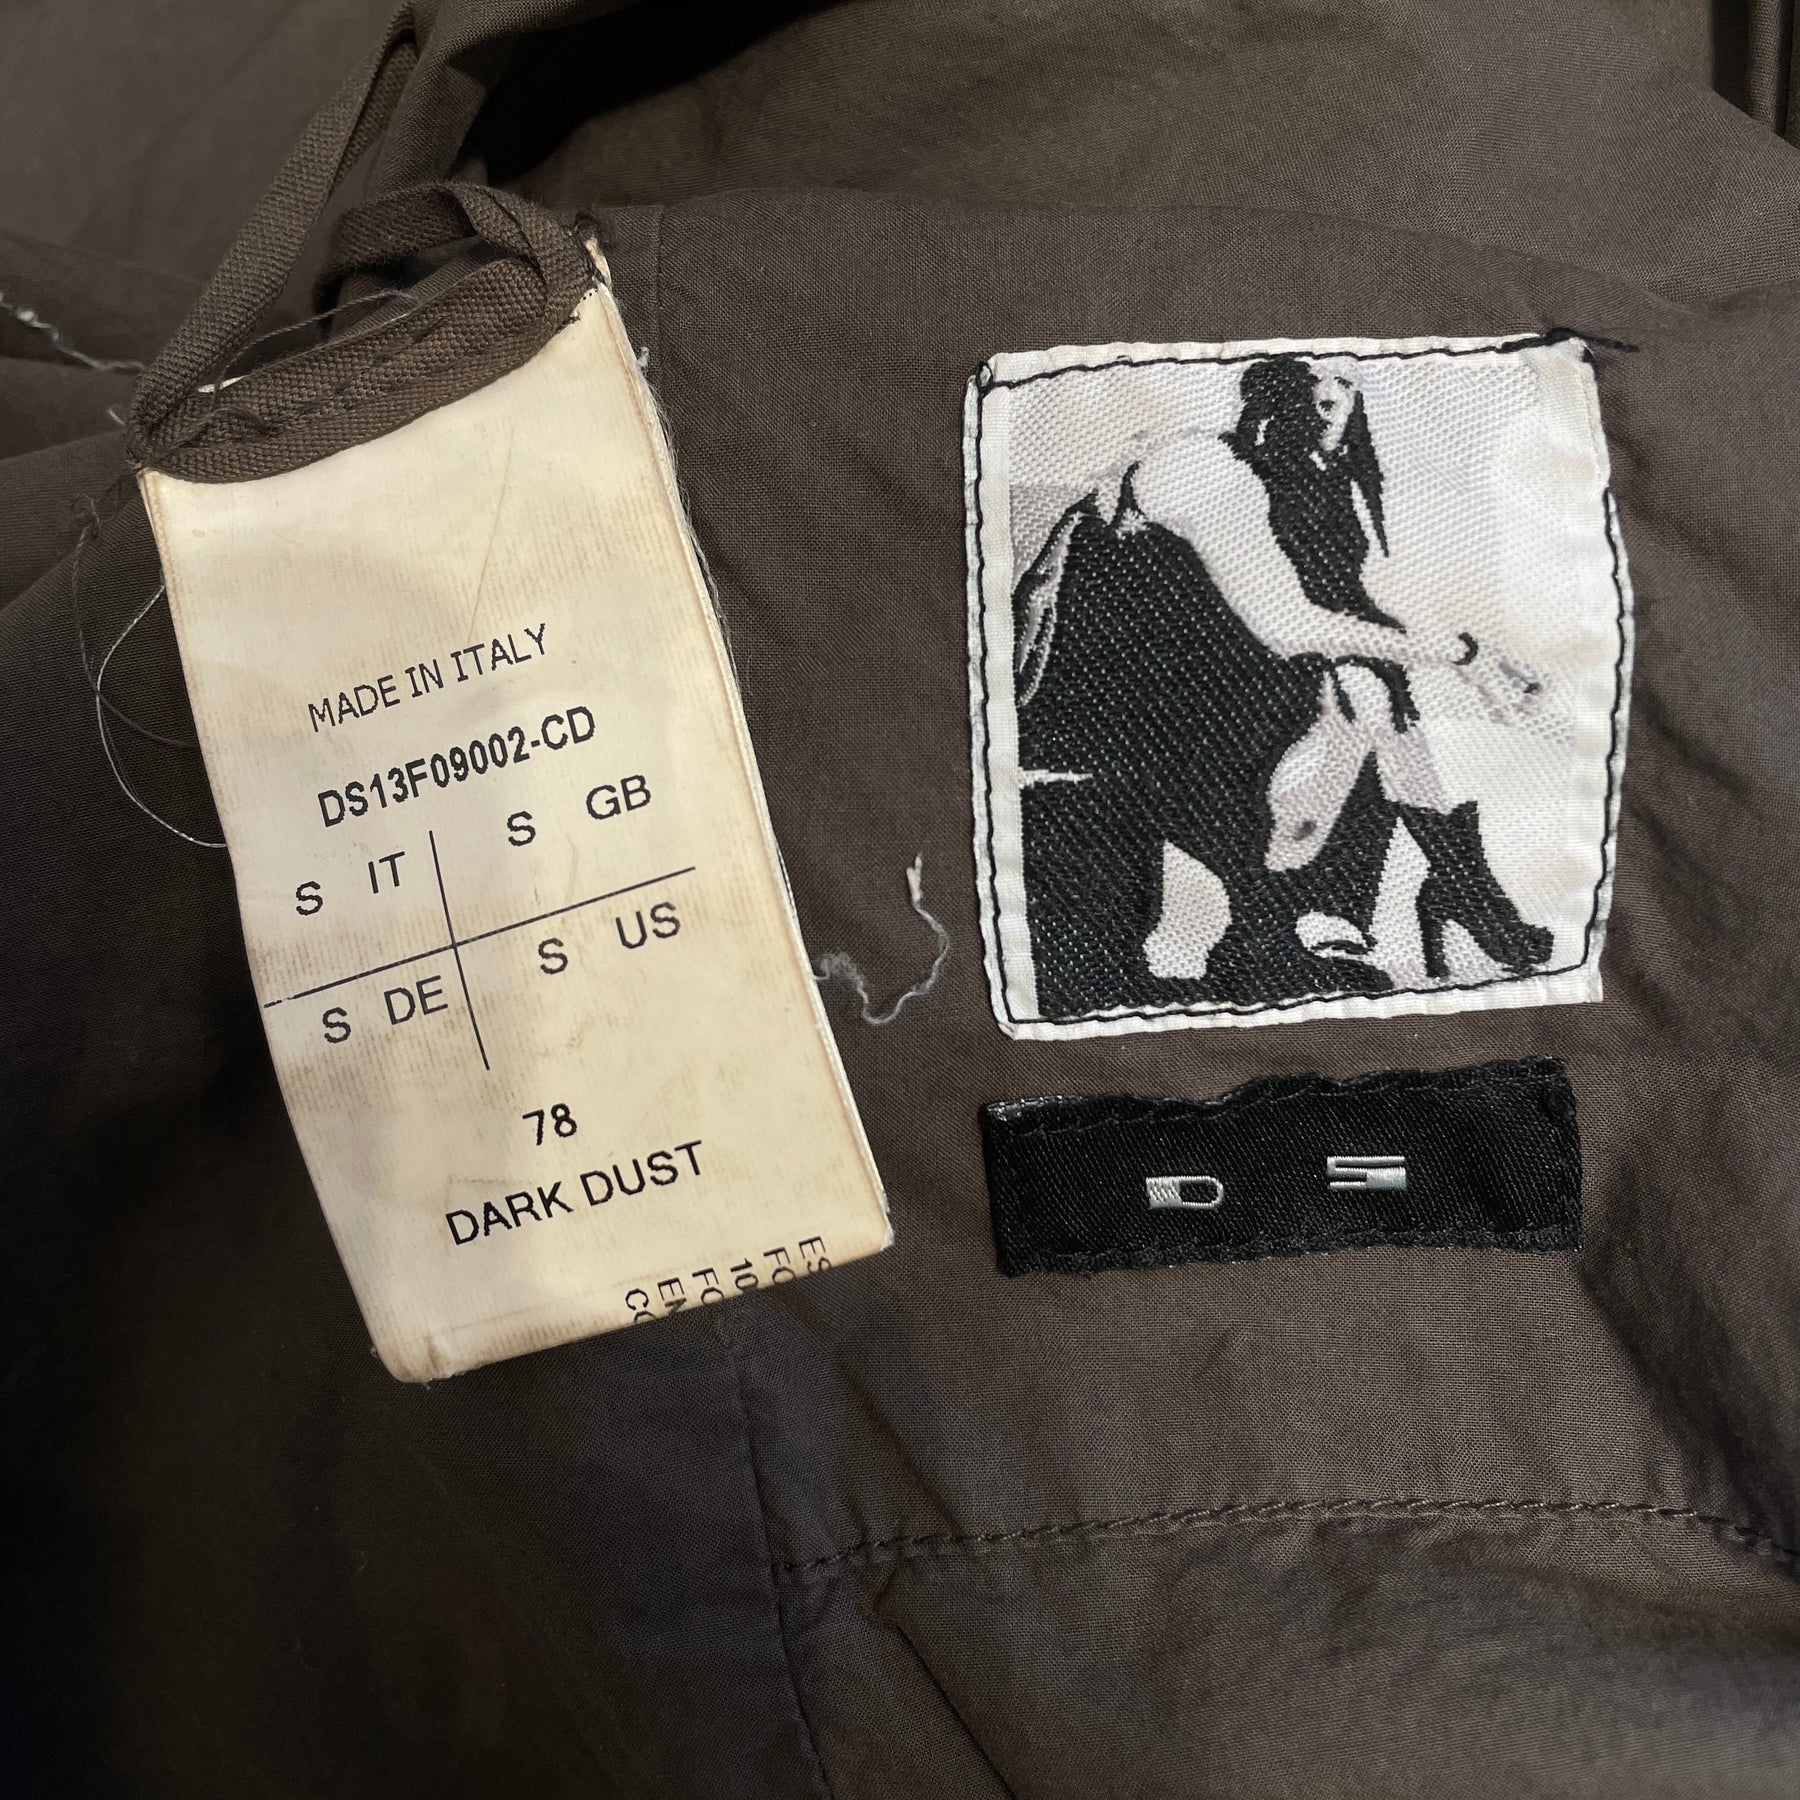 MADE IN ITALY
DS13F09002-CD
S IT S GB
S DE S US
78
DARK DUST
D S